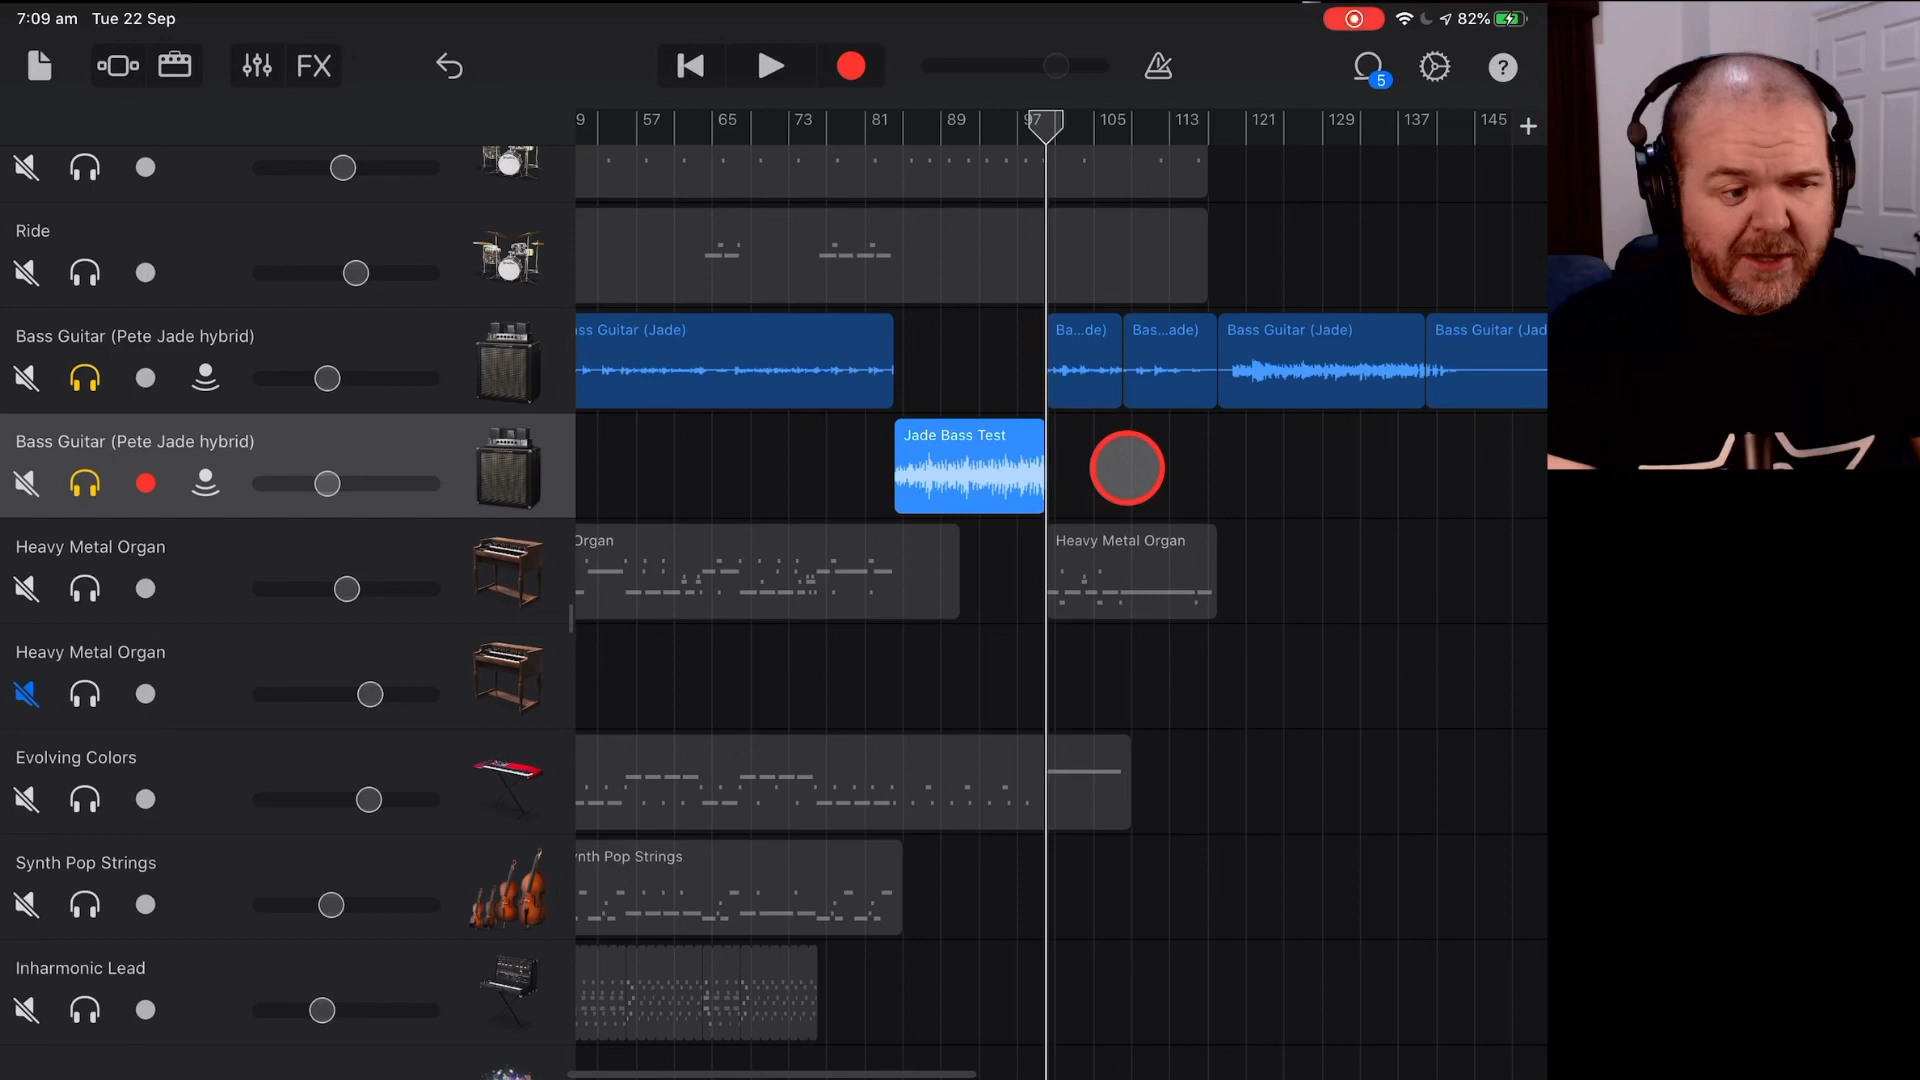 7:09 am Tue 22 Sep
82%
FX
5
?
9 57 65 73 81 89 97 105 113 121 129 137 145 +
Ride
Bass Guitar (Pete Jade hybrid)
ss Guitar (Jade)
Ba...de)
Bas...ade)
Bass Guitar (Jade)
Bass Guitar (Jad
Bass Guitar (Pete Jade hybrid)
Jade Bass Test
Heavy Metal Organ
Organ
Heavy Metal Organ
Heavy Metal Organ
Evolving Colors
Synth Pop Strings
nth Pop Strings
Inharmonic Lead